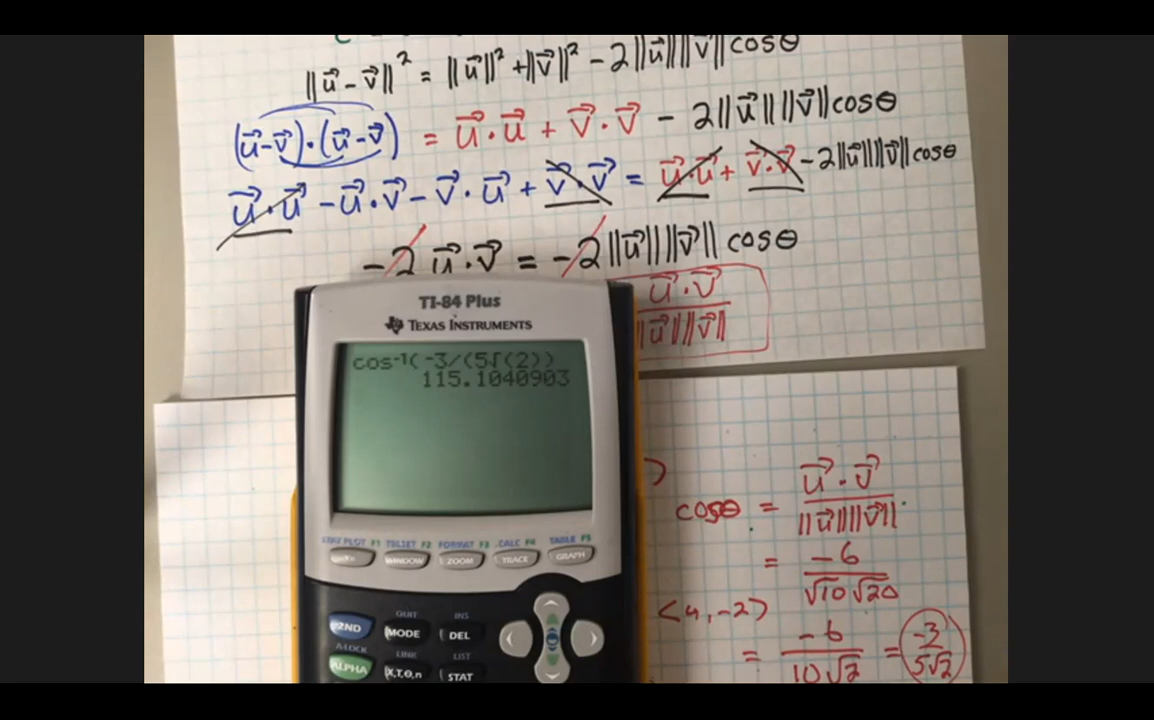 ||u⃗ - v⃗||² = ||u⃗||² + ||v⃗||² - 2||u⃗||||v⃗||cosθ
(u⃗-v⃗)·(u⃗-v⃗) = u⃗·u⃗ + v⃗·v⃗ - 2||u⃗||||v⃗||cosθ
u⃗·u⃗ - u⃗·v⃗ - v⃗·u⃗ + v⃗·v⃗ = u⃗·u⃗ + v⃗·v⃗ - 2||u⃗||||v⃗||cosθ
-2 u⃗·v⃗ = -2||u⃗||||v⃗|| cosθ
u⃗·v⃗
||u⃗||||v⃗||
TI-84 Plus
TEXAS INSTRUMENTS
cos⁻¹(-3/(5√(2))
115.1040903
STAT PLOT F1 TBLSET F2 FORMAT F3 CALC F4 TABLE F5
Y= WINDOW ZOOM TRACE GRAPH
QUIT INS
2ND MODE DEL
A-LOCK LINK LIST
ALPHA X,T,θ,n STAT
)
cosθ = u⃗·v⃗ / ||u⃗||||v⃗||
= -6 / √10√20
<4, -2>
= -6 / 10√2 = -3 / 5√2